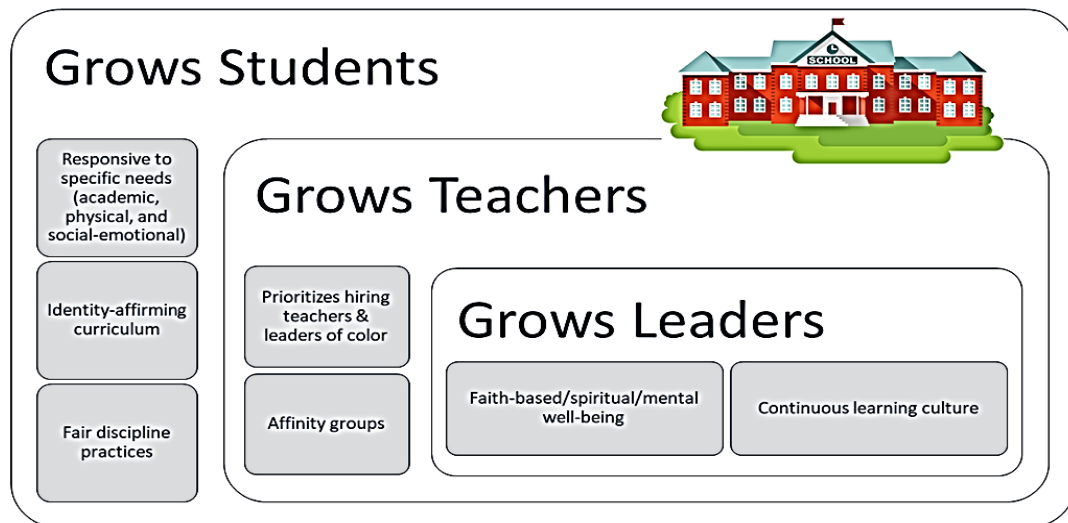 Grows Students
SCHOOL
Responsive to
specific needs
(academic,
physical, and
social-emotional)
Identity-affirming
curriculum
Fair discipline
practices
Grows Teachers
Prioritizes hiring
teachers &
leaders of color
Affinity groups
Grows Leaders
Faith-based/spiritual/mental
well-being
Continuous learning culture